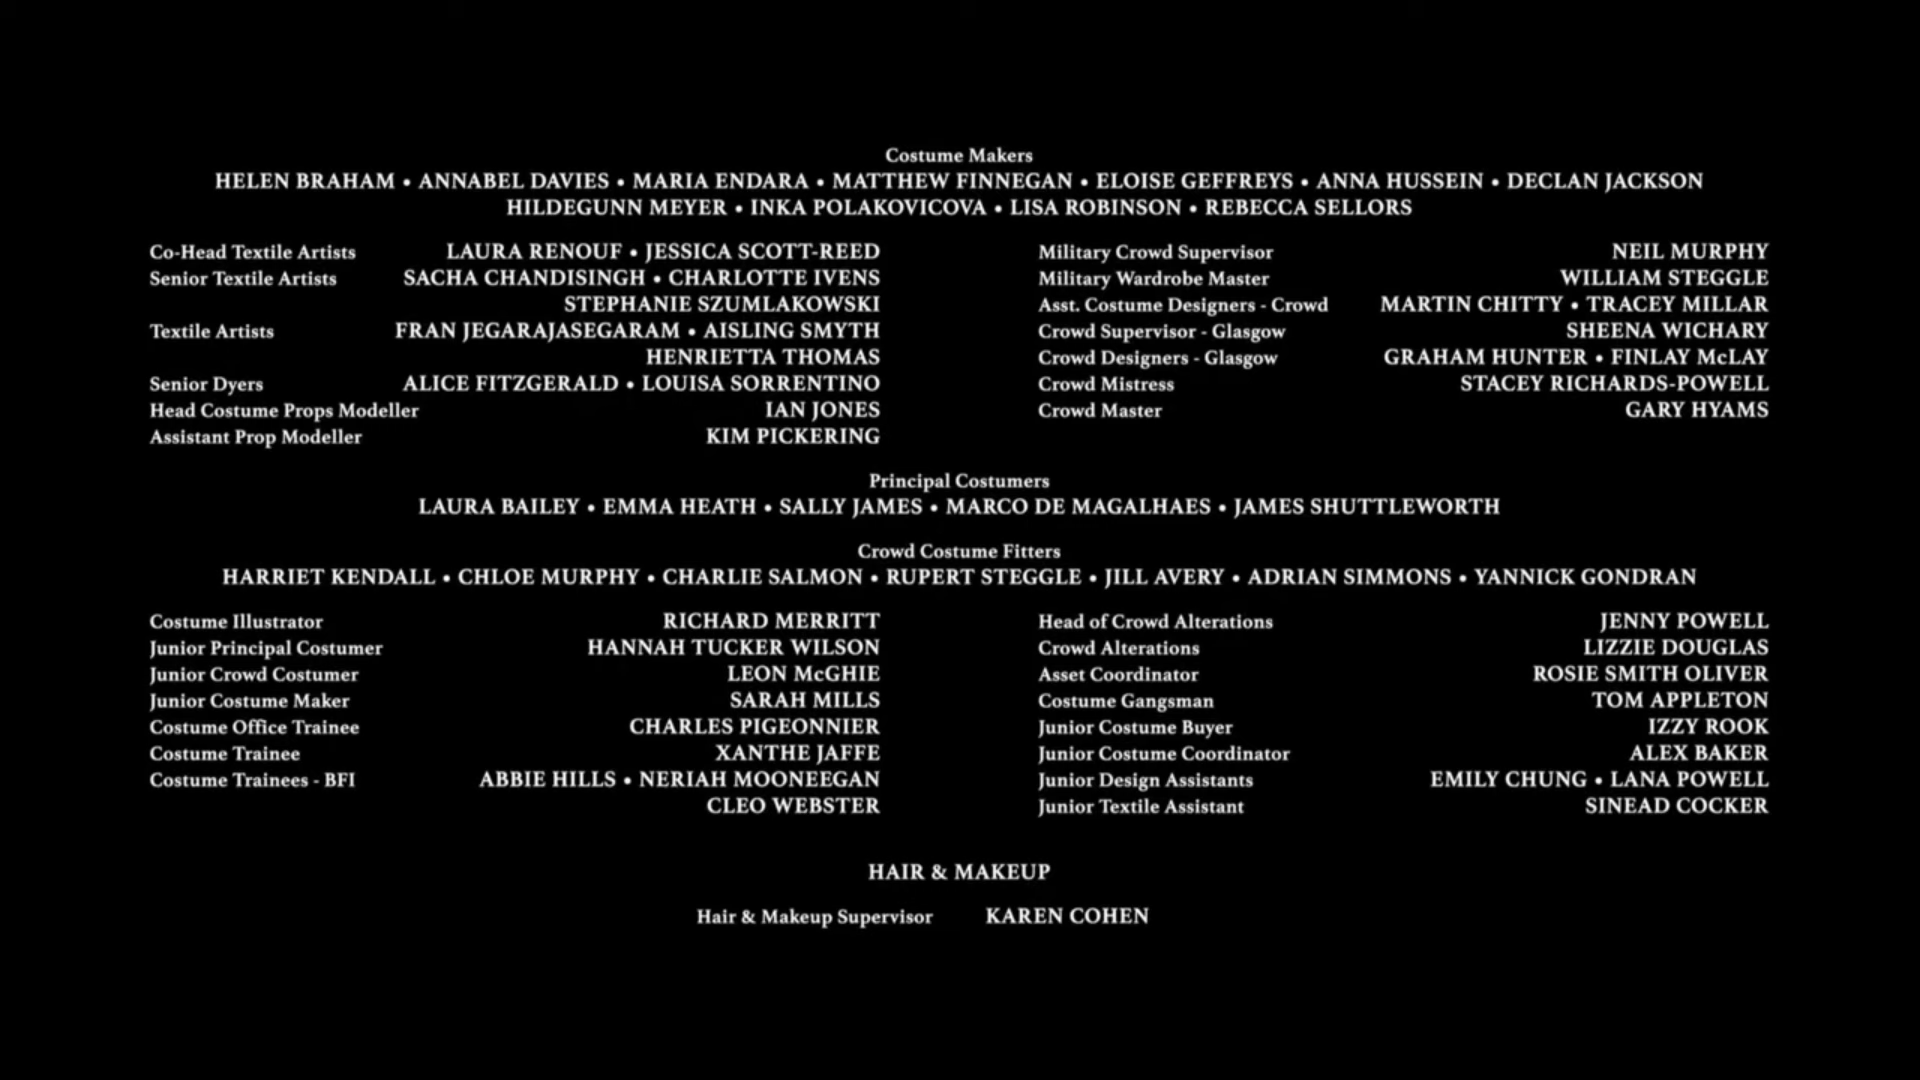 Costume Makers
HELEN BRAHAM • ANNABEL DAVIES • MARIA ENDARA • MATTHEW FINNEGAN • ELOISE GEFFREYS • ANNA HUSSEIN • DECLAN JACKSON
HILDEGUNN MEYER • INKA POLAKOVICOVA • LISA ROBINSON • REBECCA SELLORS
Co-Head Textile Artists LAURA RENOUF • JESSICA SCOTT-REED
Senior Textile Artists SACHA CHANDISINGH • CHARLOTTE IVENS
STEPHANIE SZUMLAKOWSKI
Textile Artists FRAN JEGARAJASEGARAM • AISLING SMYTH
HENRIETTA THOMAS
Senior Dyers ALICE FITZGERALD • LOUISA SORRENTINO
Head Costume Props Modeller IAN JONES
Assistant Prop Modeller KIM PICKERING
Military Crowd Supervisor NEIL MURPHY
Military Wardrobe Master WILLIAM STEGGLE
Asst. Costume Designers - Crowd MARTIN CHITTY • TRACEY MILLAR
Crowd Supervisor - Glasgow SHEENA WICHARY
Crowd Designers - Glasgow GRAHAM HUNTER • FINLAY McLAY
Crowd Mistress STACEY RICHARDS-POWELL
Crowd Master GARY HYAMS
Principal Costumers
LAURA BAILEY • EMMA HEATH • SALLY JAMES • MARCO DE MAGALHAES • JAMES SHUTTLEWORTH
Crowd Costume Fitters
HARRIET KENDALL • CHLOE MURPHY • CHARLIE SALMON • RUPERT STEGGLE • JILL AVERY • ADRIAN SIMMONS • YANNICK GONDRAN
Costume Illustrator RICHARD MERRITT
Junior Principal Costumer HANNAH TUCKER WILSON
Junior Crowd Costumer LEON McGHIE
Junior Costume Maker SARAH MILLS
Costume Office Trainee CHARLES PIGEONNIER
Costume Trainee XANTHE JAFFE
Costume Trainees - BFI ABBIE HILLS • NERIAH MOONEEGAN
CLEO WEBSTER
Head of Crowd Alterations JENNY POWELL
Crowd Alterations LIZZIE DOUGLAS
Asset Coordinator ROSIE SMITH OLIVER
Costume Gangsman TOM APPLETON
Junior Costume Buyer IZZY ROOK
Junior Costume Coordinator ALEX BAKER
Junior Design Assistants EMILY CHUNG • LANA POWELL
Junior Textile Assistant SINEAD COCKER
HAIR & MAKEUP
Hair & Makeup Supervisor KAREN COHEN